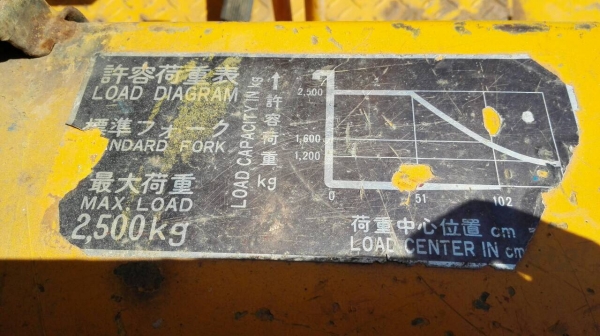 許容荷重表
LOAD DIAGRAM
標準フォーク
ANDARD FORK
最大荷重
MAX. LOAD
2,500kg
LOAD CAPACITY IN kg
許容荷重
kg
2,500
1,600
1,200
0 51 102
荷重中心位置 cm
LOAD CENTER IN cm